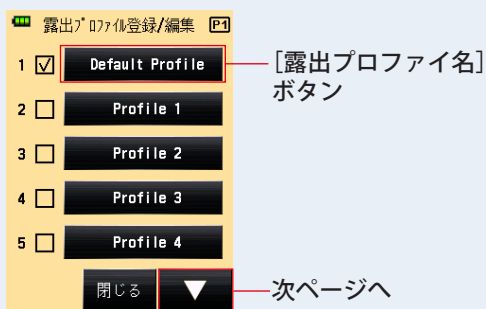 露出ﾌﾟﾛﾌｧｲﾙ登録/編集 P1
1 Default Profile
[露出プロファイ名]
ボタン
2 Profile 1
3 Profile 2
4 Profile 3
5 Profile 4
閉じる ▼
次ページへ